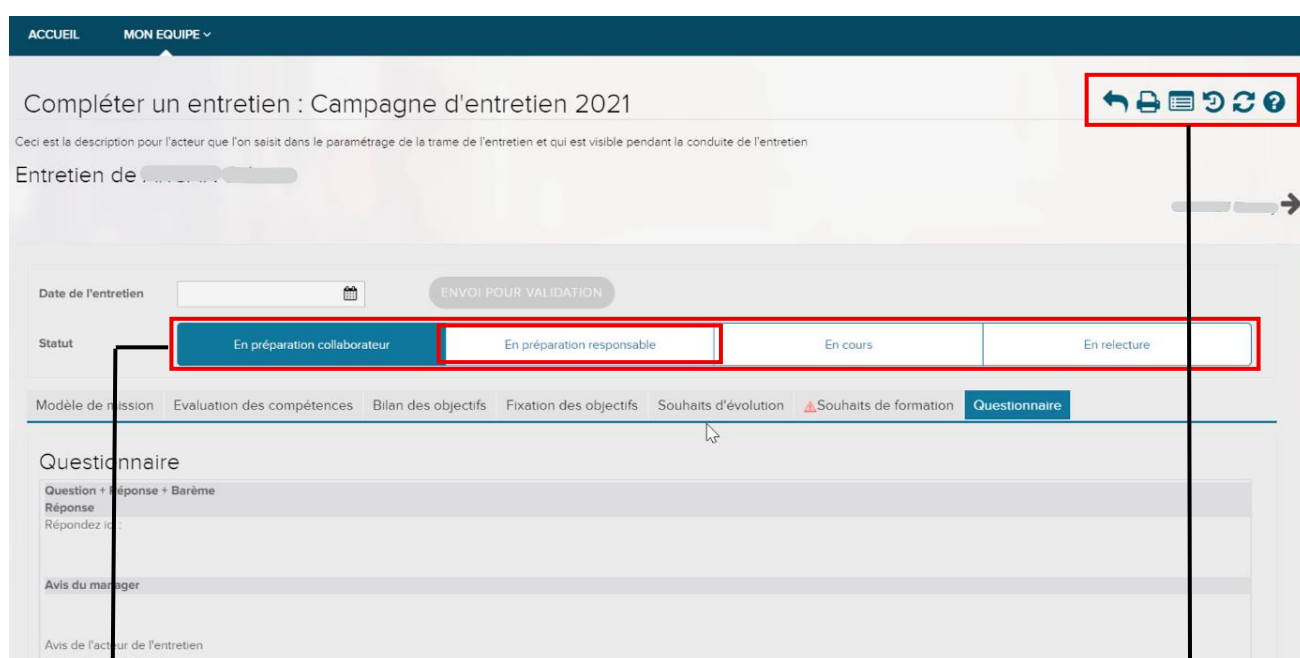 ACCUEIL MON EQUIPE
Compléter un entretien : Campagne d'entretien 2021
Ceci est la description pour l'acteur que l'on saisit dans le paramétrage de la trame de l'entretien et qui est visible pendant la conduite de l'entretien
Entretien de
Date de l'entretien ENVOI POUR VALIDATION
Statut En préparation collaborateur En préparation responsable En cours En relecture
Modèle de mission Evaluation des compétences Bilan des objectifs Fixation des objectifs Souhaits d'évolution Souhaits de formation Questionnaire
Questionnaire
Question + Réponse + Barème
Réponse
Répondez ici :
Avis du manager
Avis de l'acteur de l'entretien